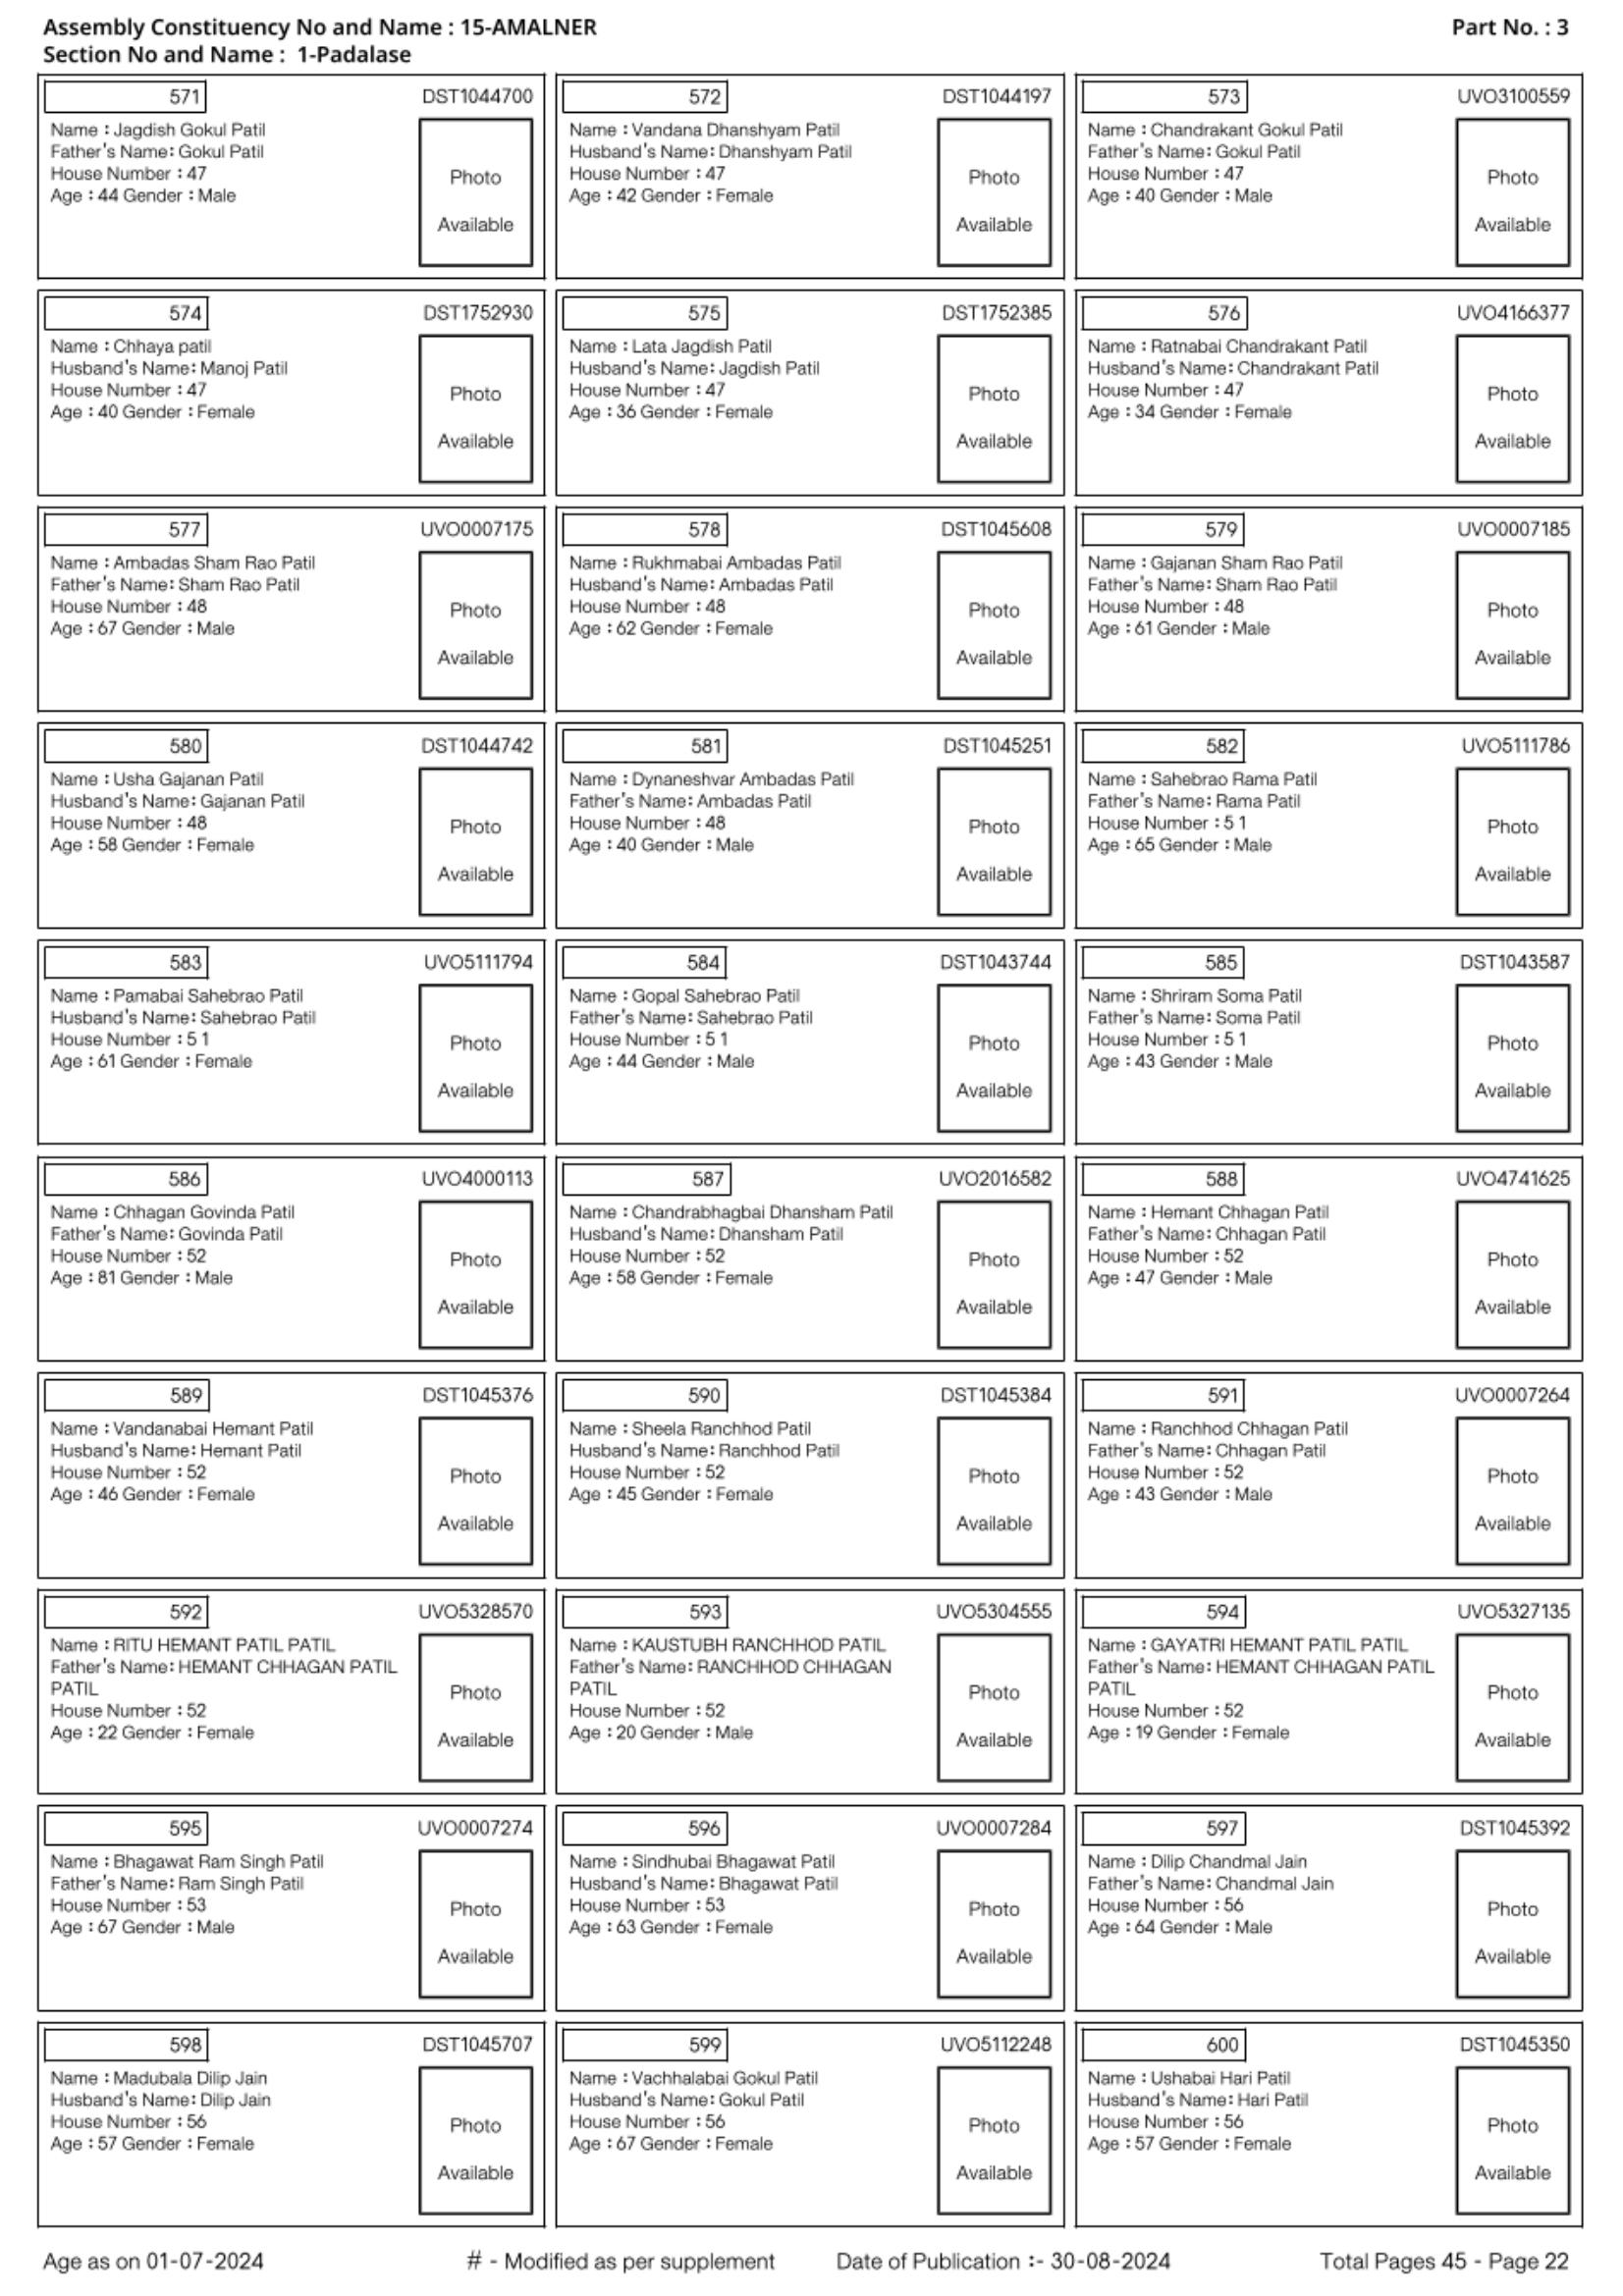 Assembly Constituency No and Name : 15-AMALNER
Part No. : 3
Section No and Name : 1-Padalase
571
DST1044700
Name : Jagdish Gokul Patil
Father's Name: Gokul Patil
House Number : 47
Age : 44 Gender : Male
Photo
Available
572
DST1044197
Name : Vandana Dhanshyam Patil
Husband's Name: Dhanshyam Patil
House Number : 47
Age : 42 Gender : Female
Photo
Available
573
UVO3100559
Name : Chandrakant Gokul Patil
Father's Name: Gokul Patil
House Number : 47
Age : 40 Gender : Male
Photo
Available
574
DST1752930
Name : Chhaya patil
Husband's Name: Manoj Patil
House Number : 47
Age : 40 Gender : Female
Photo
Available
575
DST1752385
Name : Lata Jagdish Patil
Husband's Name: Jagdish Patil
House Number : 47
Age : 36 Gender : Female
Photo
Available
576
UVO4166377
Name : Ratnabai Chandrakant Patil
Husband's Name: Chandrakant Patil
House Number : 47
Age : 34 Gender : Female
Photo
Available
577
UVO0007175
Name : Ambadas Sham Rao Patil
Father's Name: Sham Rao Patil
House Number : 48
Age : 67 Gender : Male
Photo
Available
578
DST1045608
Name : Rukhmabai Ambadas Patil
Husband's Name: Ambadas Patil
House Number : 48
Age : 62 Gender : Female
Photo
Available
579
UVO0007185
Name : Gajanan Sham Rao Patil
Father's Name: Sham Rao Patil
House Number : 48
Age : 61 Gender : Male
Photo
Available
580
DST1044742
Name : Usha Gajanan Patil
Husband's Name: Gajanan Patil
House Number : 48
Age : 58 Gender : Female
Photo
Available
581
DST1045251
Name : Dynaneshvar Ambadas Patil
Father's Name: Ambadas Patil
House Number : 48
Age : 40 Gender : Male
Photo
Available
582
UVO5111786
Name : Sahebrao Rama Patil
Father's Name: Rama Patil
House Number : 5 1
Age : 65 Gender : Male
Photo
Available
583
UVO5111794
Name : Pamabai Sahebrao Patil
Husband's Name: Sahebrao Patil
House Number : 5 1
Age : 61 Gender : Female
Photo
Available
584
DST1043744
Name : Gopal Sahebrao Patil
Father's Name: Sahebrao Patil
House Number : 5 1
Age : 44 Gender : Male
Photo
Available
585
DST1043587
Name : Shriram Soma Patil
Father's Name: Soma Patil
House Number : 5 1
Age : 43 Gender : Male
Photo
Available
586
UVO4000113
Name : Chhagan Govinda Patil
Father's Name: Govinda Patil
House Number : 52
Age : 81 Gender : Male
Photo
Available
587
UVO2016582
Name : Chandrabhagbai Dhansham Patil
Husband's Name: Dhansham Patil
House Number : 52
Age : 58 Gender : Female
Photo
Available
588
UVO4741625
Name : Hemant Chhagan Patil
Father's Name: Chhagan Patil
House Number : 52
Age : 47 Gender : Male
Photo
Available
589
DST1045376
Name : Vandanabai Hemant Patil
Husband's Name: Hemant Patil
House Number : 52
Age : 46 Gender : Female
Photo
Available
590
DST1045384
Name : Sheela Ranchhod Patil
Husband's Name: Ranchhod Patil
House Number : 52
Age : 45 Gender : Female
Photo
Available
591
UVO0007264
Name : Ranchhod Chhagan Patil
Father's Name: Chhagan Patil
House Number : 52
Age : 43 Gender : Male
Photo
Available
592
UVO5328570
Name : RITU HEMANT PATIL PATIL
Father's Name: HEMANT CHHAGAN PATIL
PATIL
House Number : 52
Age : 22 Gender : Female
Photo
Available
593
UVO5304555
Name : KAUSTUBH RANCHHOD PATIL
Father's Name: RANCHHOD CHHAGAN
PATIL
House Number : 52
Age : 20 Gender : Male
Photo
Available
594
UVO5327135
Name : GAYATRI HEMANT PATIL PATIL
Father's Name: HEMANT CHHAGAN PATIL
PATIL
House Number : 52
Age : 19 Gender : Female
Photo
Available
595
UVO0007274
Name : Bhagawat Ram Singh Patil
Father's Name: Ram Singh Patil
House Number : 53
Age : 67 Gender : Male
Photo
Available
596
UVO0007284
Name : Sindhubai Bhagawat Patil
Husband's Name: Bhagawat Patil
House Number : 53
Age : 63 Gender : Female
Photo
Available
597
DST1045392
Name : Dilip Chandmal Jain
Father's Name: Chandmal Jain
House Number : 56
Age : 64 Gender : Male
Photo
Available
598
DST1045707
Name : Madubala Dilip Jain
Husband's Name: Dilip Jain
House Number : 56
Age : 57 Gender : Female
Photo
Available
599
UVO5112248
Name : Vachhalabai Gokul Patil
Husband's Name: Gokul Patil
House Number : 56
Age : 67 Gender : Female
Photo
Available
600
DST1045350
Name : Ushabai Hari Patil
Husband's Name: Hari Patil
House Number : 56
Age : 57 Gender : Female
Photo
Available
Age as on 01-07-2024
# - Modified as per supplement
Date of Publication :- 30-08-2024
Total Pages 45 - Page 22